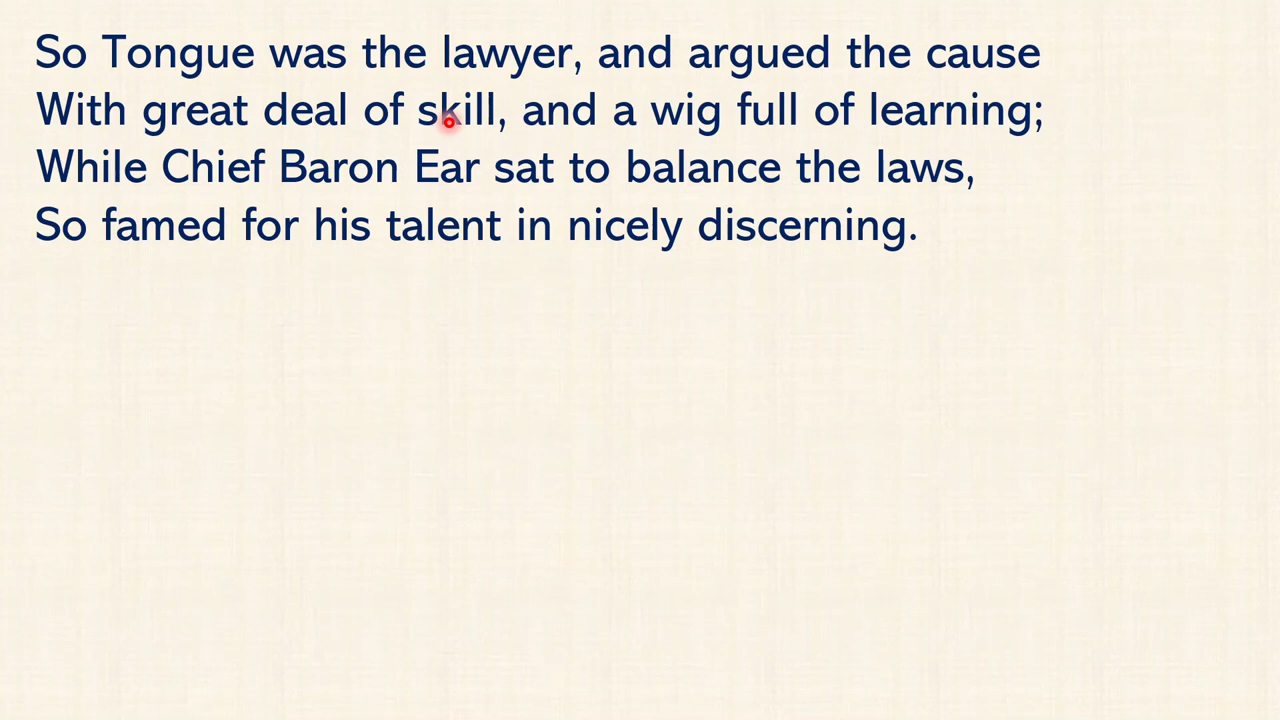 So Tongue was the lawyer, and argued the cause
With great deal of skill, and a wig full of learning;
While Chief Baron Ear sat to balance the laws,
So famed for his talent in nicely discerning.